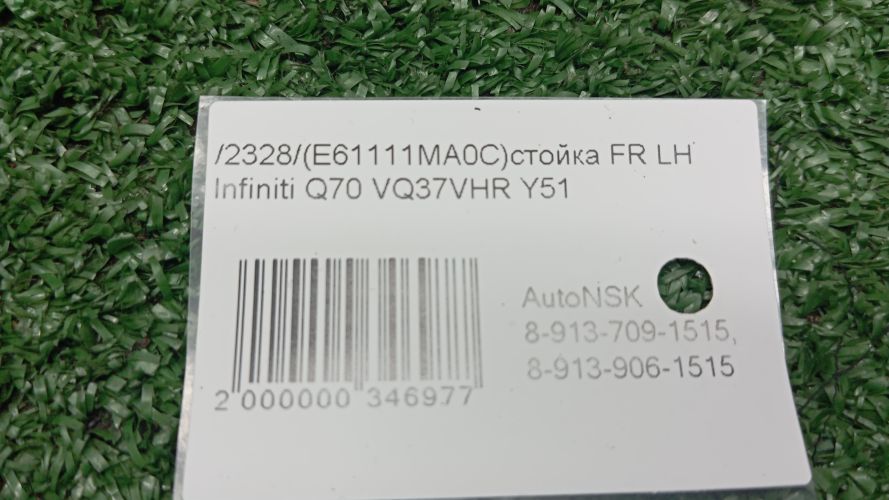 /2328/(E61111MA0C)стойка FR LH
Infiniti Q70 VQ37VHR Y51
AutoNSK
8-913-709-1515,
8-913-906-1515
2 000000 346977